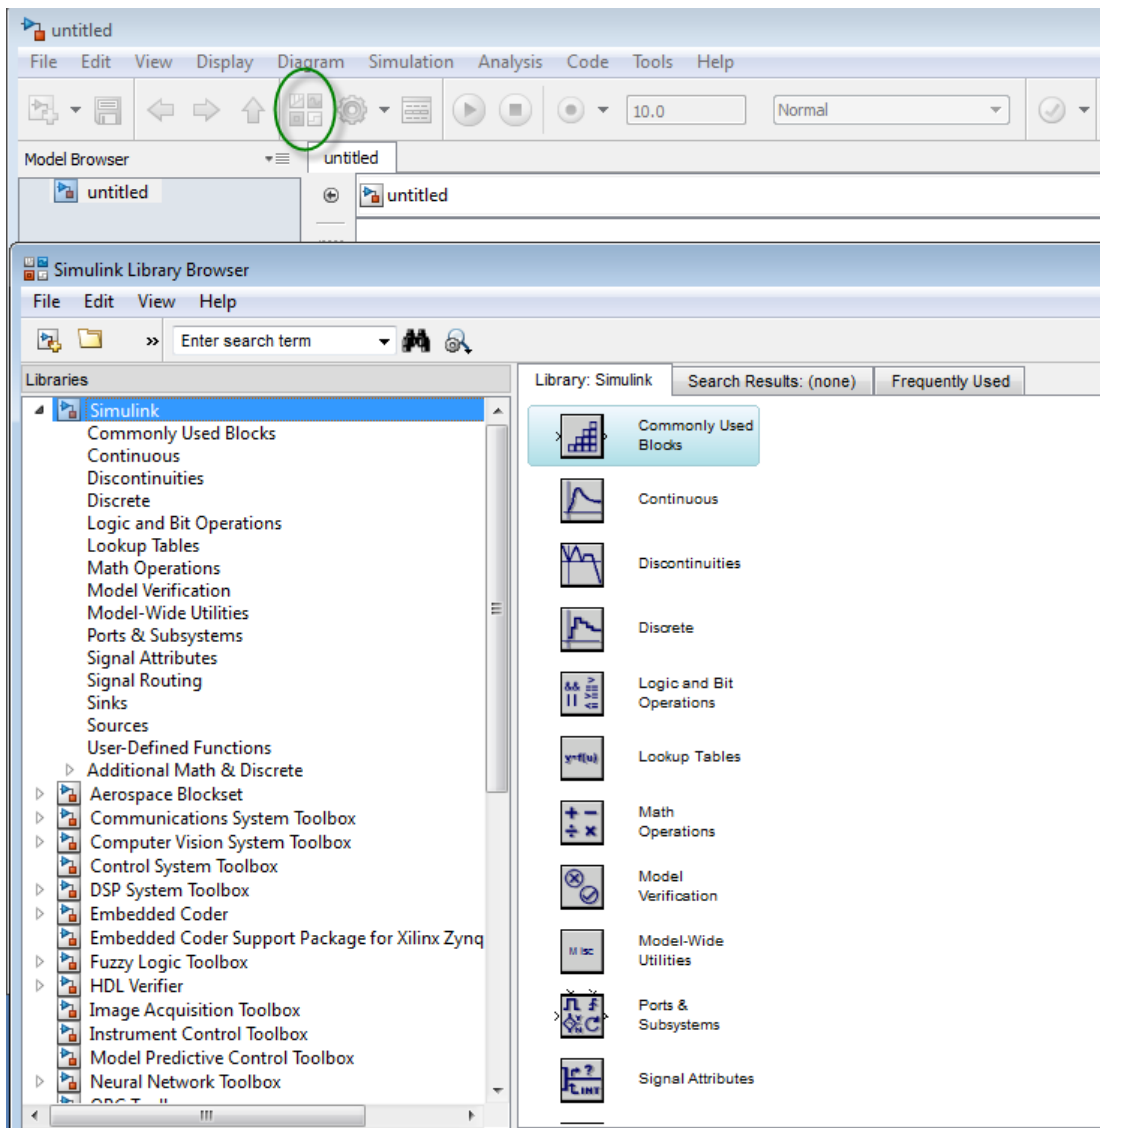 untitled
File Edit View Display Diagram Simulation Analysis Code Tools Help
10.0 Normal
Model Browser
untitled
untitled
untitled
Simulink Library Browser
File Edit View Help
» Enter search term
Libraries
Library: Simulink Search Results: (none) Frequently Used
Simulink
Commonly Used Blocks
Continuous
Discontinuities
Discrete
Logic and Bit Operations
Lookup Tables
Math Operations
Model Verification
Model-Wide Utilities
Ports & Subsystems
Signal Attributes
Signal Routing
Sinks
Sources
User-Defined Functions
Additional Math & Discrete
Aerospace Blockset
Communications System Toolbox
Computer Vision System Toolbox
Control System Toolbox
DSP System Toolbox
Embedded Coder
Embedded Coder Support Package for Xilinx Zynq
Fuzzy Logic Toolbox
HDL Verifier
Image Acquisition Toolbox
Instrument Control Toolbox
Model Predictive Control Toolbox
Neural Network Toolbox
Commonly Used
Blocks
Continuous
Discontinuities
Discrete
&& > == >=
|| <=
Logic and Bit
Operations
y=f(u)
Lookup Tables
+ −
÷ ×
Math
Operations
Model
Verification
Misc
Model-Wide
Utilities
Ports &
Subsystems
?
INT
Signal Attributes